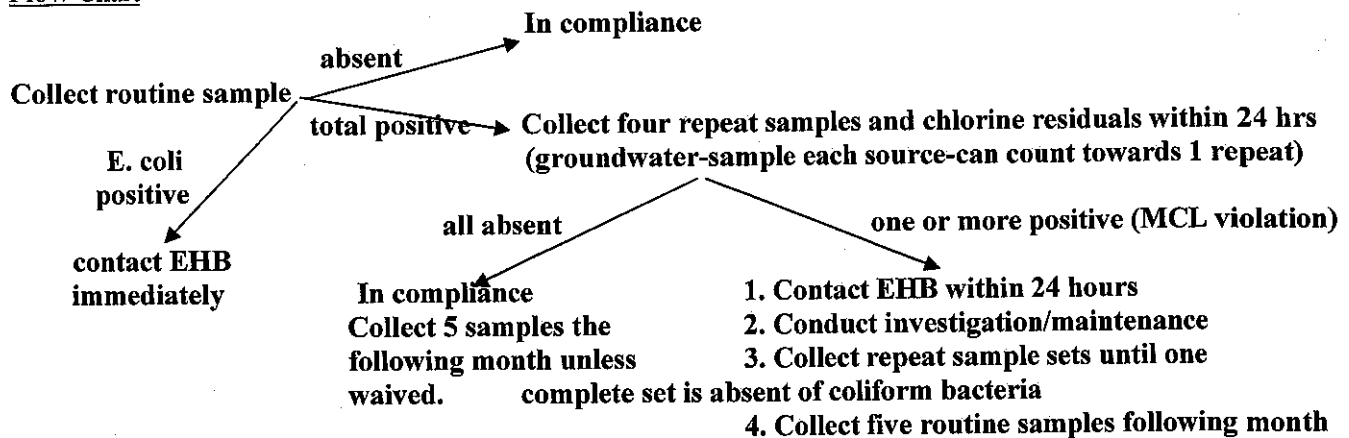 In compliance
absent
Collect routine sample
total positive
Collect four repeat samples and chlorine residuals within 24 hrs
(groundwater-sample each source-can count towards 1 repeat)
E. coli
positive
contact EHB
immediately
all absent
In compliance
Collect 5 samples the
following month unless
waived.
one or more positive (MCL violation)
1. Contact EHB within 24 hours
2. Conduct investigation/maintenance
3. Collect repeat sample sets until one
complete set is absent of coliform bacteria
4. Collect five routine samples following month